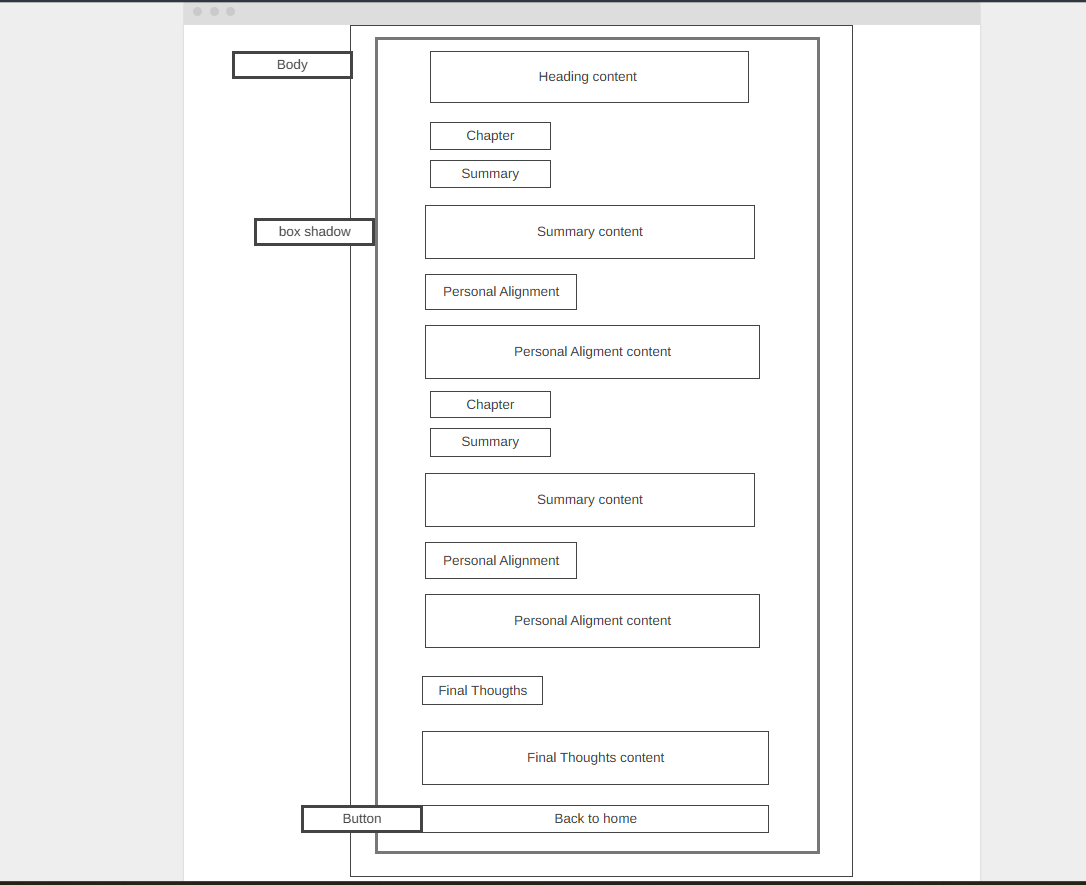 Body
Heading content
Chapter
Summary
box shadow
Summary content
Personal Alignment
Personal Aligment content
Chapter
Summary
Summary content
Personal Alignment
Personal Aligment content
Final Thougths
Final Thoughts content
Button
Back to home